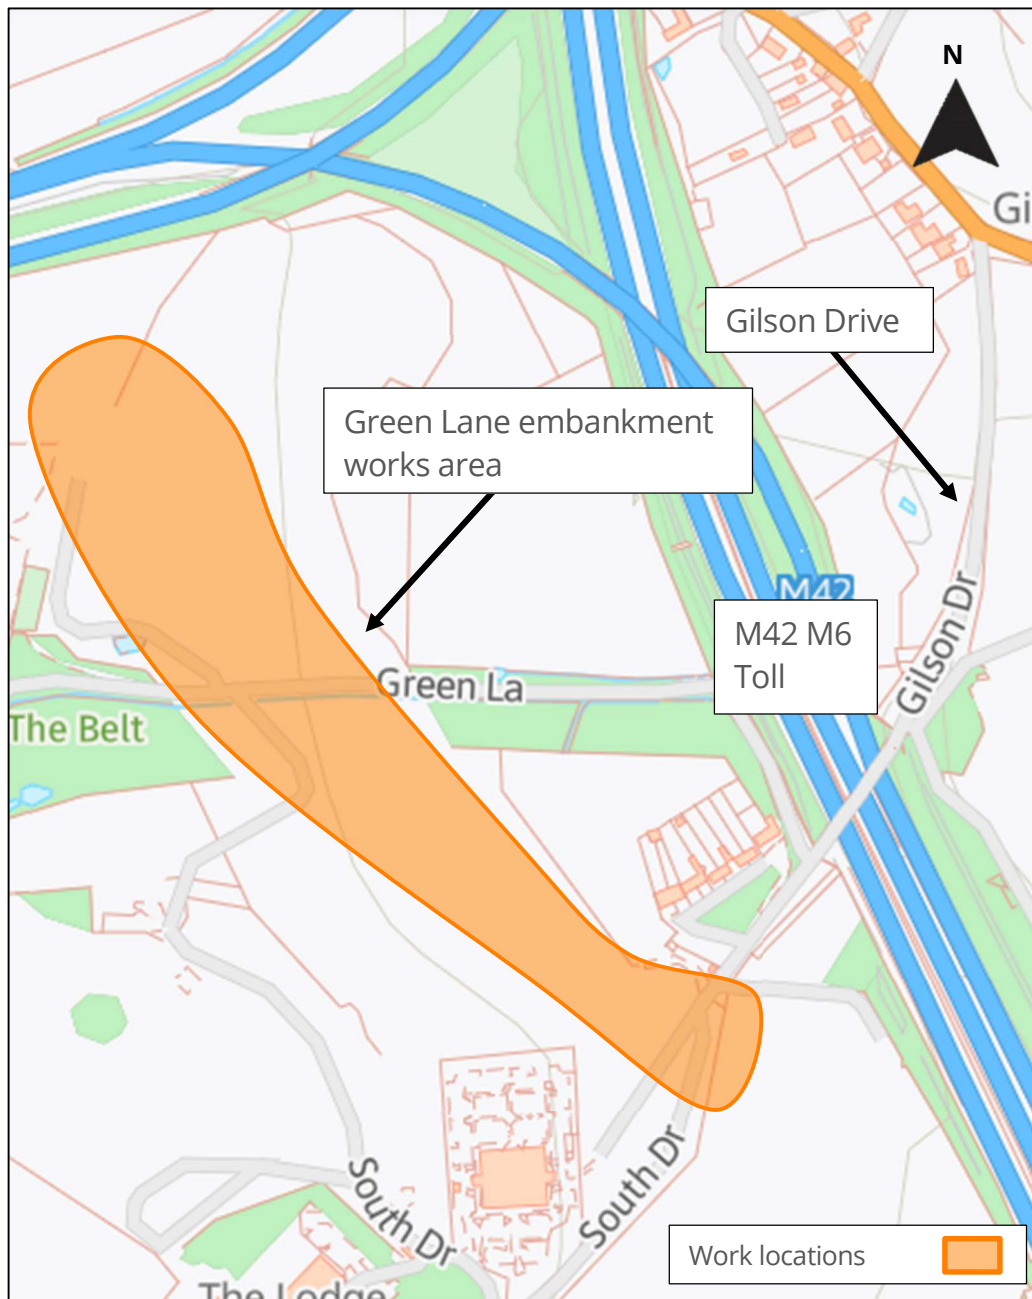 N
Gi
Gilson Drive
Green Lane embankment
works area
M42
M42 M6
Toll
Gilson Dr
Green La
The Belt
South Dr
South Dr
The Lodge
Work locations